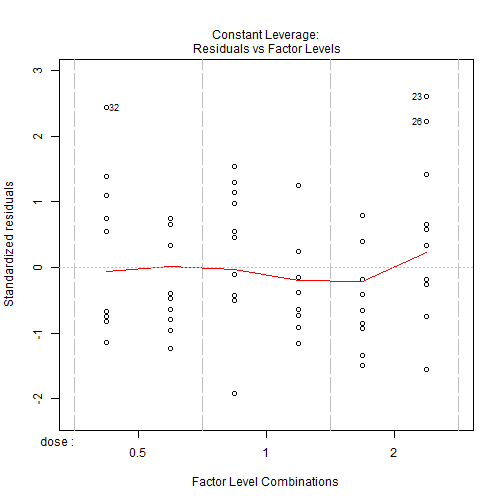 Constant Leverage:
Residuals vs Factor Levels
Standardized residuals
3
2
1
0
-1
-2
32
23
26
dose :
0.5 1 2
Factor Level Combinations